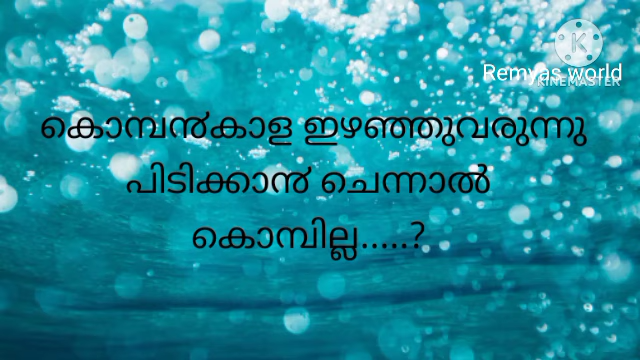 Remyas world
KINEMASTER
കൊമ്പൻകാള ഇഴഞ്ഞുവരുന്നു
പിടിക്കാൻ ചെന്നാൽ
കൊമ്പില്ല.....?